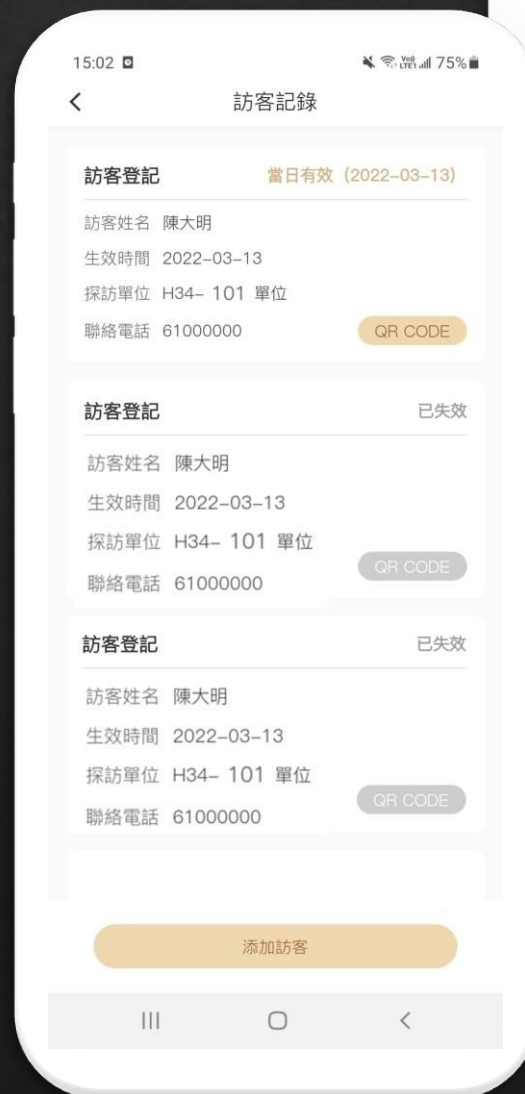 15:02 75%
訪客記錄
訪客登記 當日有效（2022-03-13）
訪客姓名 陳大明
生效時間 2022-03-13
探訪單位 H34- 101 單位
聯絡電話 61000000 QR CODE
訪客登記 已失效
訪客姓名 陳大明
生效時間 2022-03-13
探訪單位 H34- 101 單位
聯絡電話 61000000 QR CODE
訪客登記 已失效
訪客姓名 陳大明
生效時間 2022-03-13
探訪單位 H34- 101 單位
聯絡電話 61000000 QR CODE
添加訪客